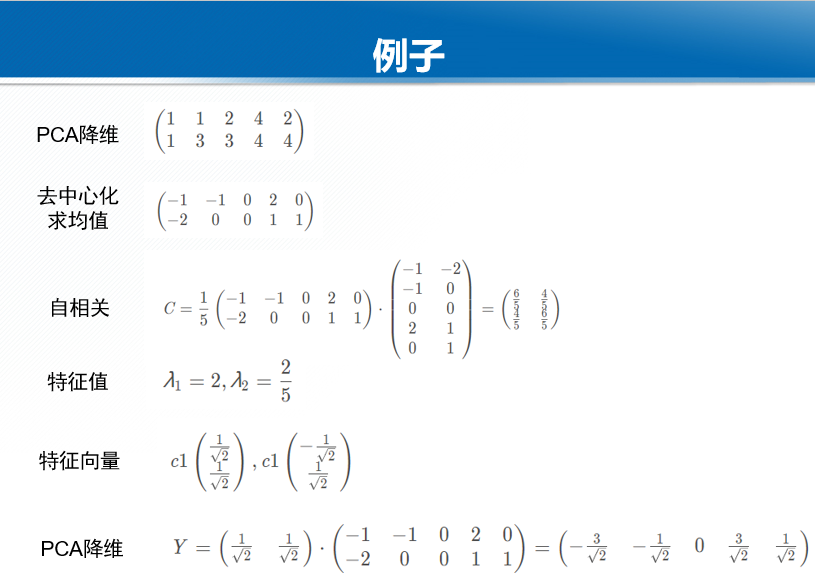 例子
PCA降维
$\begin{pmatrix} 1 & 1 & 2 & 4 & 2 \\ 1 & 3 & 3 & 4 & 4 \end{pmatrix}$
去中心化
求均值
$\begin{pmatrix} -1 & -1 & 0 & 2 & 0 \\ -2 & 0 & 0 & 1 & 1 \end{pmatrix}$
自相关
$C = \frac{1}{5} \begin{pmatrix} -1 & -1 & 0 & 2 & 0 \\ -2 & 0 & 0 & 1 & 1 \end{pmatrix} \cdot \begin{pmatrix} -1 & -2 \\ -1 & 0 \\ 0 & 0 \\ 2 & 1 \\ 0 & 1 \end{pmatrix} = \begin{pmatrix} \frac{6}{5} & \frac{4}{5} \\ \frac{4}{5} & \frac{6}{5} \end{pmatrix}$
特征值
$\lambda_1 = 2, \lambda_2 = \frac{2}{5}$
特征向量
$c1 \begin{pmatrix} \frac{1}{\sqrt{2}} \\ \frac{1}{\sqrt{2}} \end{pmatrix}, c1 \begin{pmatrix} -\frac{1}{\sqrt{2}} \\ \frac{1}{\sqrt{2}} \end{pmatrix}$
PCA降维
$Y = \begin{pmatrix} \frac{1}{\sqrt{2}} & \frac{1}{\sqrt{2}} \end{pmatrix} \cdot \begin{pmatrix} -1 & -1 & 0 & 2 & 0 \\ -2 & 0 & 0 & 1 & 1 \end{pmatrix} = \begin{pmatrix} -\frac{3}{\sqrt{2}} & -\frac{1}{\sqrt{2}} & 0 & \frac{3}{\sqrt{2}} & \frac{1}{\sqrt{2}} \end{pmatrix}$